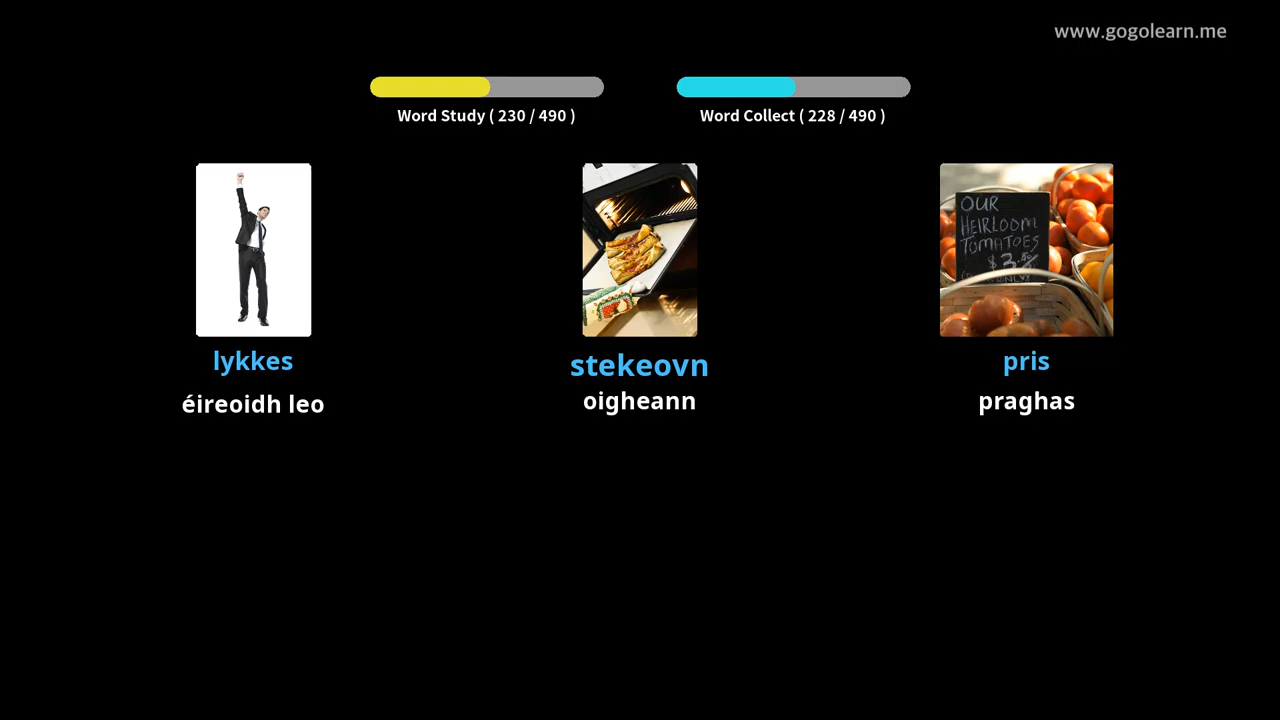 www.gogolearn.me
Word Study ( 230 / 490 )
Word Collect ( 228 / 490 )
OUR
HEIRLOOM
TOMATOES
lykkes
stekeovn
pris
éireoidh leo
oigheann
praghas